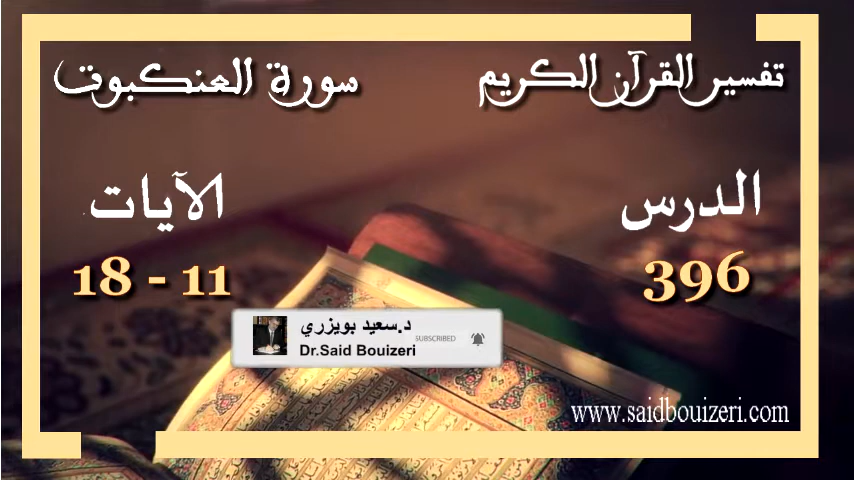 تفسير القرآن الكريم
سورة العنكبوت
الدرس
396
الآيات
18 - 11
د.سعيد بويزري
Dr.Said Bouizeri
SUBSCRIBED
www.saidbouizeri.com